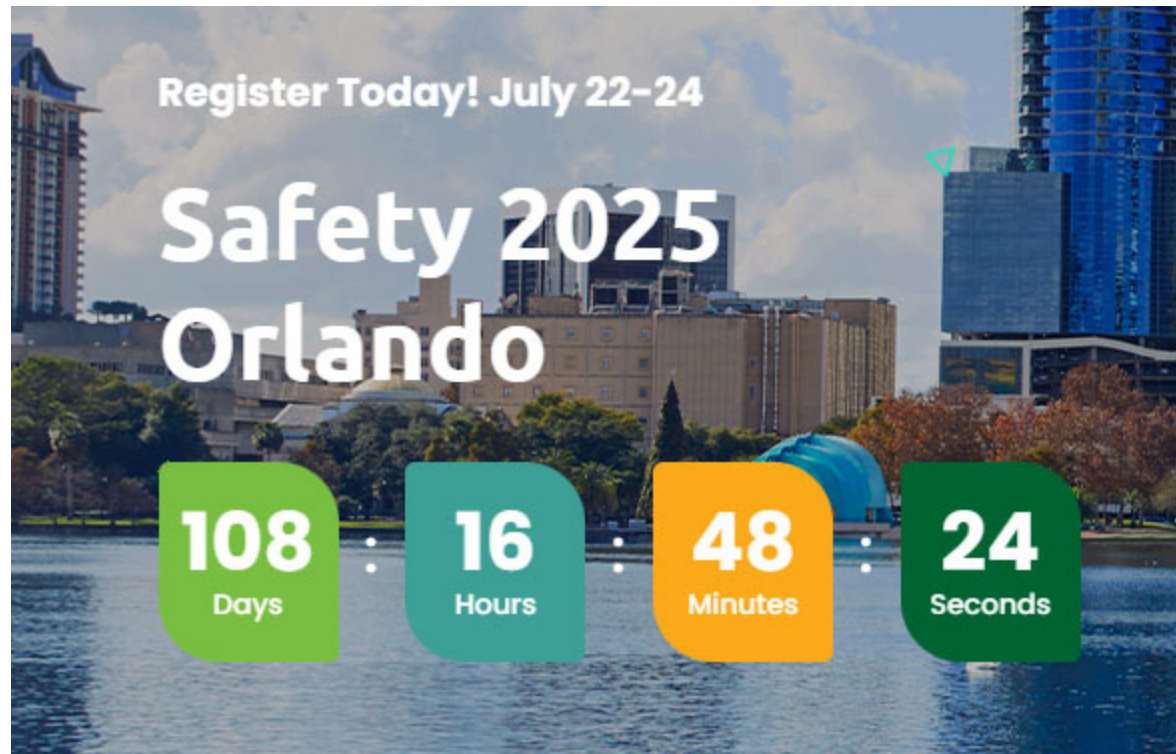 Register Today! July 22-24
Safety 2025
Orlando
108 : 16 : 48 : 24
Days Hours Minutes Seconds